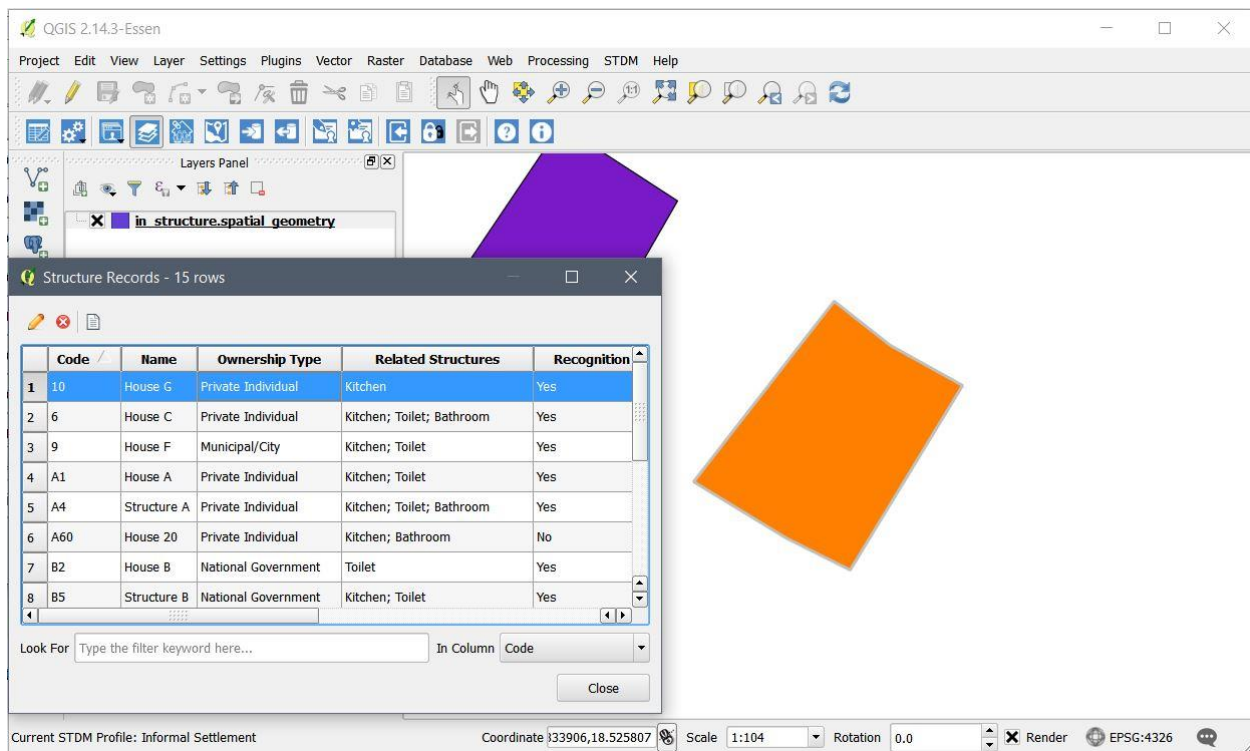 QGIS 2.14.3-Essen
Project Edit View Layer Settings Plugins Vector Raster Database Web Processing STDM Help
Layers Panel
in_structure.spatial_geometry
Structure Records - 15 rows
Code Name Ownership Type Related Structures Recognition
1 10 House G Private Individual Kitchen Yes
2 6 House C Private Individual Kitchen; Toilet; Bathroom Yes
3 9 House F Municipal/City Kitchen; Toilet Yes
4 A1 House A Private Individual Kitchen; Toilet Yes
5 A4 Structure A Private Individual Kitchen; Toilet; Bathroom Yes
6 A60 House 20 Private Individual Kitchen; Bathroom No
7 B2 House B National Government Toilet Yes
8 B5 Structure B National Government Kitchen; Toilet Yes
Look For Type the filter keyword here... In Column Code
Close
Current STDM Profile: Informal Settlement Coordinate 33906,18.525807 Scale 1:104 Rotation 0.0 Render EPSG:4326